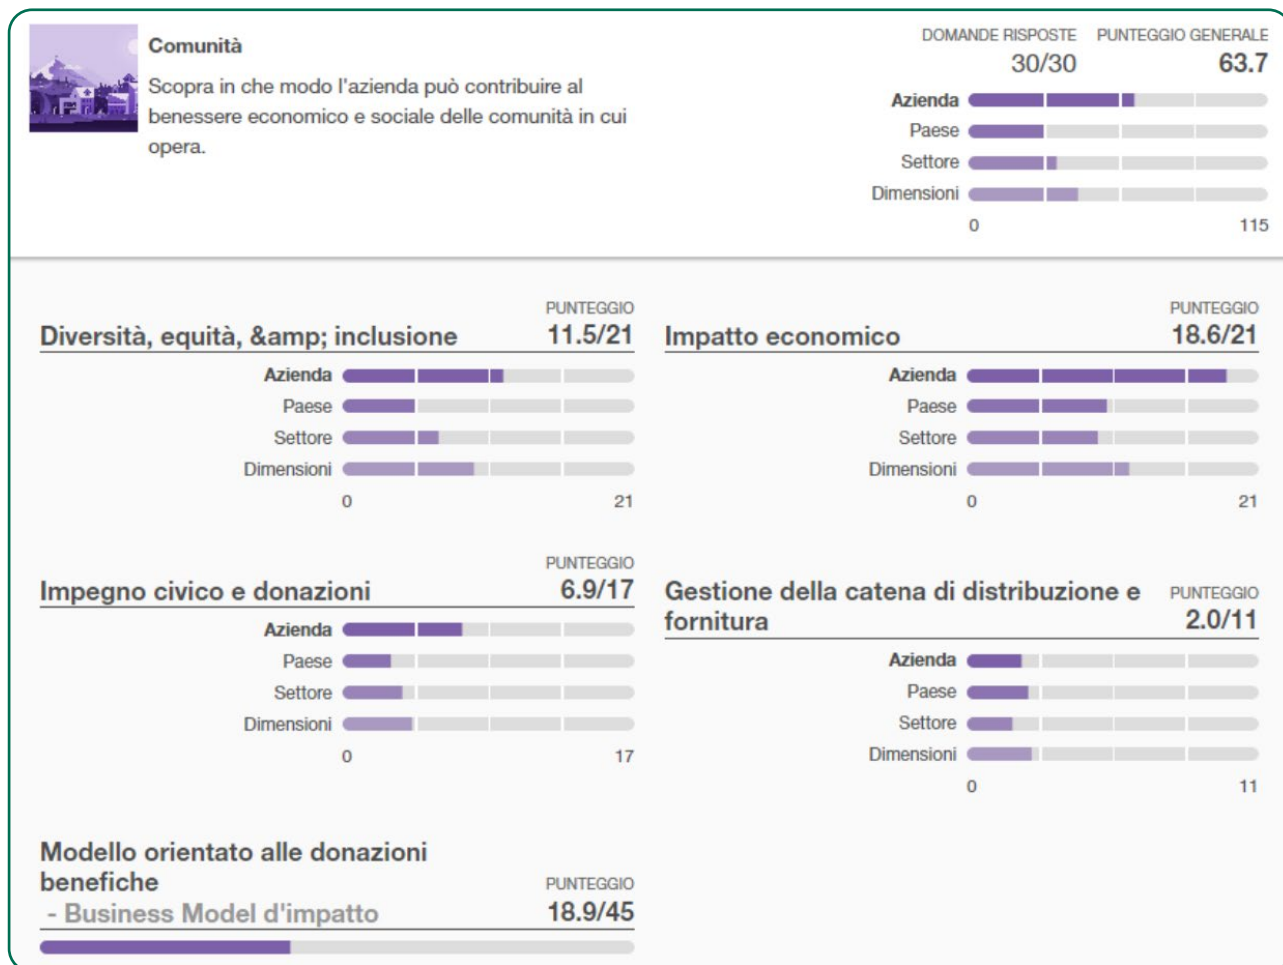 Comunità
Scopra in che modo l'azienda può contribuire al
benessere economico e sociale delle comunità in cui
opera.
DOMANDE RISPOSTE PUNTEGGIO GENERALE
30/30 63.7
Azienda
Paese
Settore
Dimensioni
0 115
PUNTEGGIO
Diversità, equità, &amp; inclusione 11.5/21
Azienda
Paese
Settore
Dimensioni
0 21
PUNTEGGIO
Impatto economico 18.6/21
Azienda
Paese
Settore
Dimensioni
0 21
PUNTEGGIO
Impegno civico e donazioni 6.9/17
Azienda
Paese
Settore
Dimensioni
0 17
Gestione della catena di distribuzione e PUNTEGGIO
fornitura 2.0/11
Azienda
Paese
Settore
Dimensioni
0 11
Modello orientato alle donazioni
benefiche PUNTEGGIO
- Business Model d'impatto 18.9/45